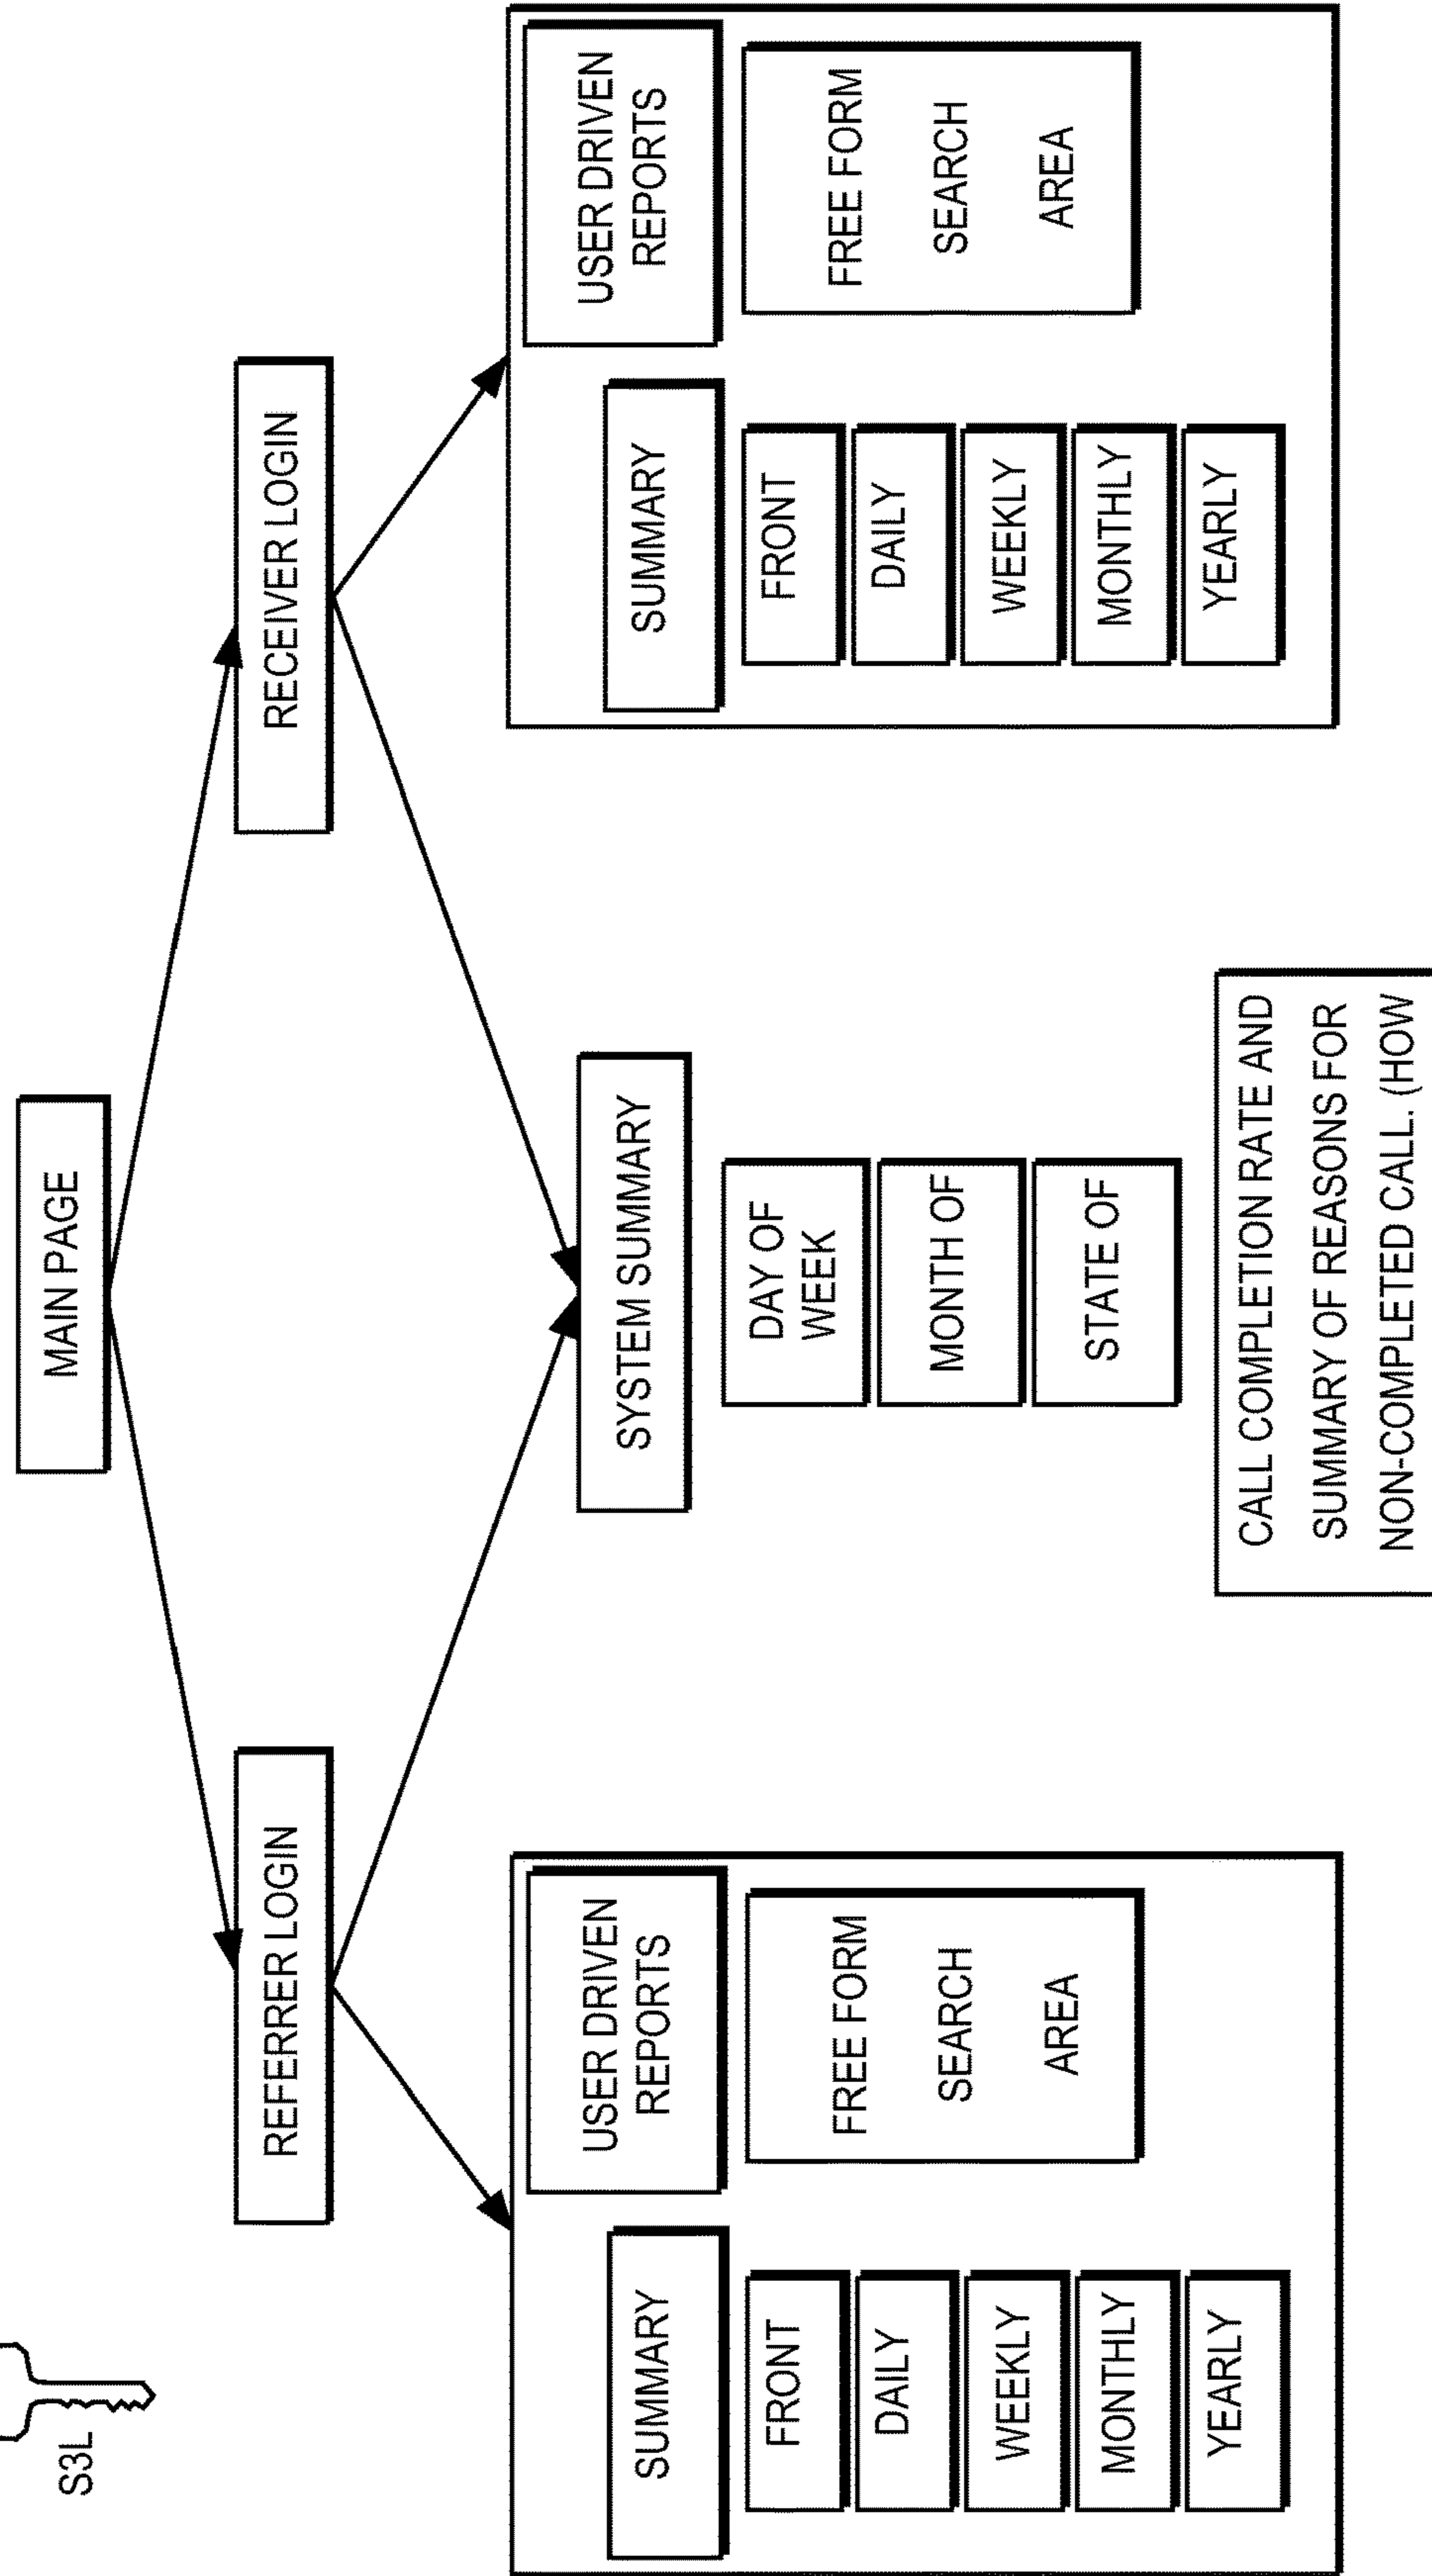 S3L
MAIN PAGE
REFERRER LOGIN
RECEIVER LOGIN
SUMMARY
FRONT
DAILY
WEEKLY
MONTHLY
YEARLY
USER DRIVEN
REPORTS
FREE FORM
SEARCH
AREA
SYSTEM SUMMARY
DAY OF
WEEK
MONTH OF
STATE OF
CALL COMPLETION RATE AND
SUMMARY OF REASONS FOR
NON-COMPLETED CALL. (HOW
SUMMARY
FRONT
DAILY
WEEKLY
MONTHLY
YEARLY
USER DRIVEN
REPORTS
FREE FORM
SEARCH
AREA